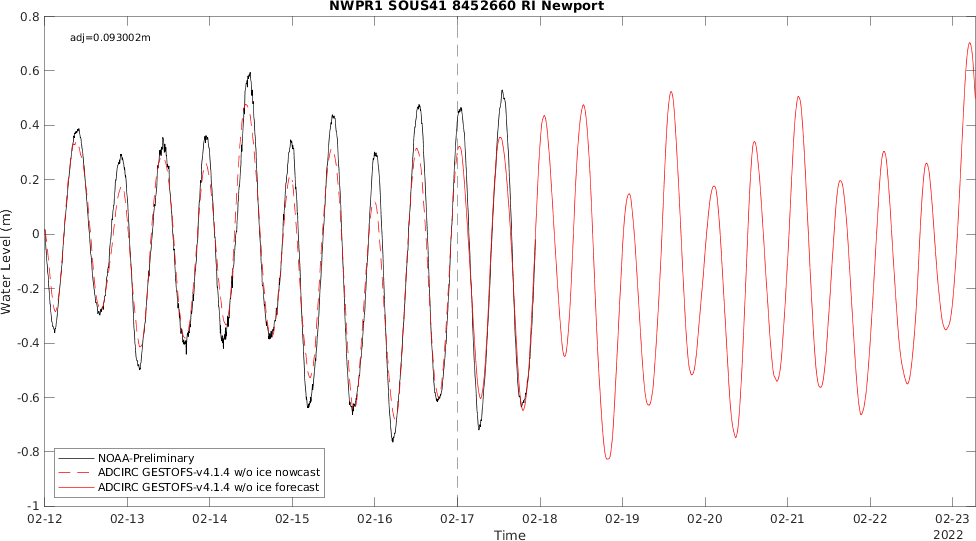 NWPR1 SOUS41 8452660 RI Newport
adj=0.093002m
0.8
0.6
0.4
0.2
0
-0.2
-0.4
-0.6
-0.8
-1
Water Level (m)
NOAA-Preliminary
ADCIRC GESTOFS-v4.1.4 w/o ice nowcast
ADCIRC GESTOFS-v4.1.4 w/o ice forecast
02-12 02-13 02-14 02-15 02-16 02-17 02-18 02-19 02-20 02-21 02-22 02-23
Time
2022